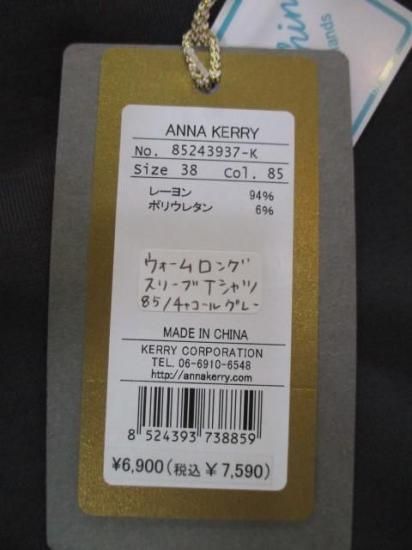 hin
ands
ANNA KERRY
No. 85243937-K
Size 38 Col. 85
レーヨン 94%
ポリウレタン 6%
ウォームロング
スリーブTシャツ
85/チャコールグレー
MADE IN CHINA
KERRY CORPORATION
TEL. 06-6910-6548
http://annakerry.com
8 524393 738859
¥6,900(税込¥7,590)